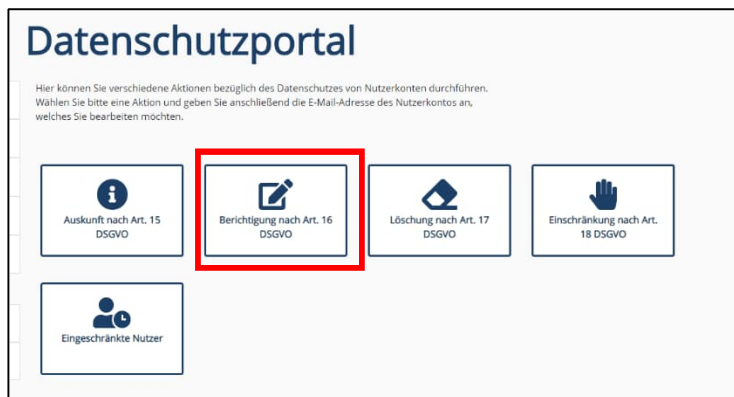 Datenschutzportal
Hier können Sie verschiedene Aktionen bezüglich des Datenschutzes von Nutzerkonten durchführen.
Wählen Sie bitte eine Aktion und geben Sie anschließend die E-Mail-Adresse des Nutzerkontos an,
welches Sie bearbeiten möchten.
Auskunft nach Art. 15
DSGVO
Berichtigung nach Art. 16
DSGVO
Löschung nach Art. 17
DSGVO
Einschränkung nach Art.
18 DSGVO
Eingeschränkte Nutzer